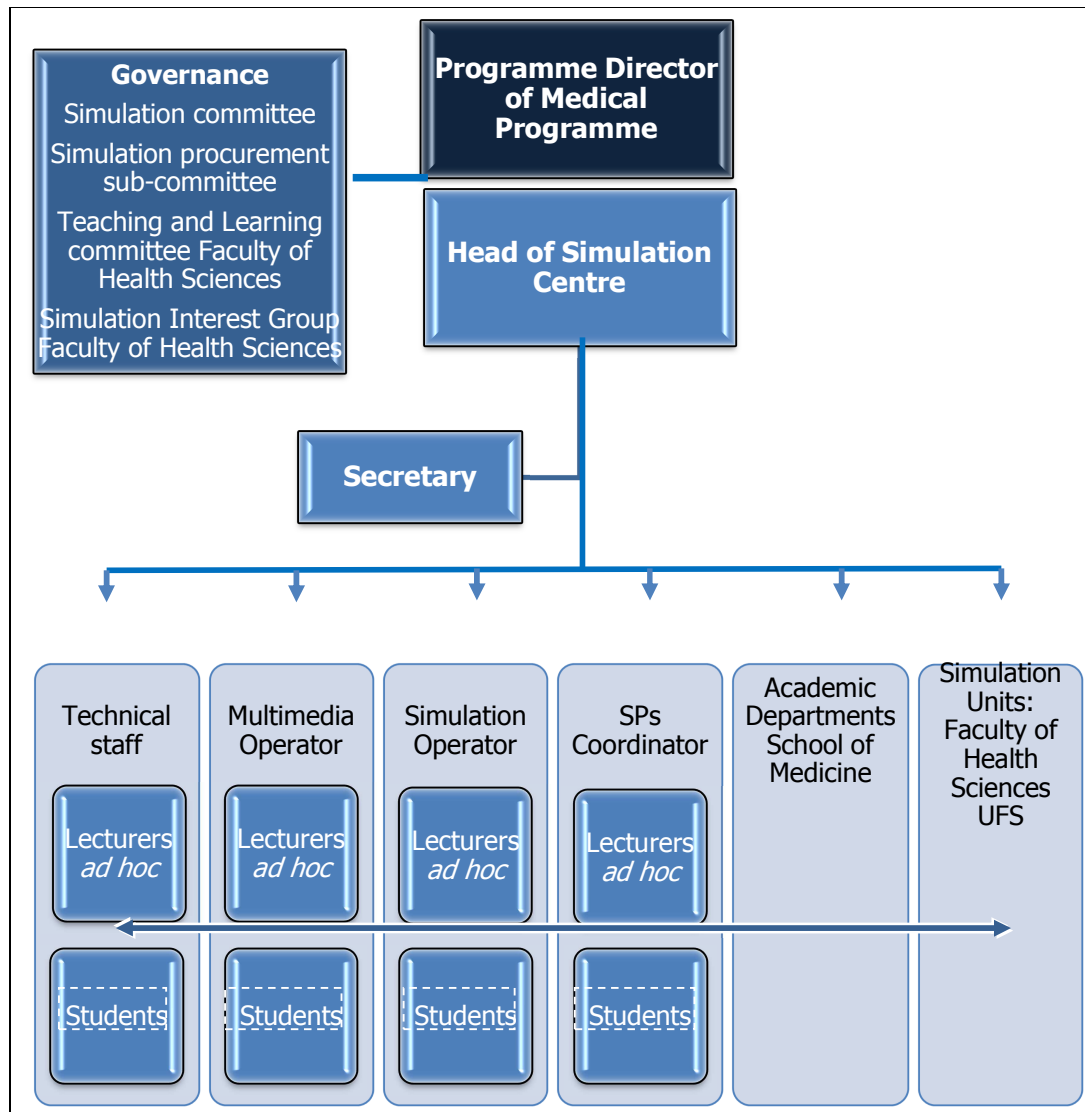 Governance
Simulation committee
Simulation procurement
sub-committee
Teaching and Learning
committee Faculty of
Health Sciences
Simulation Interest Group
Faculty of Health Sciences
Programme Director
of Medical
Programme
Head of Simulation
Centre
Secretary
Technical
staff
Lecturers
ad hoc
Students
Multimedia
Operator
Lecturers
ad hoc
Students
Simulation
Operator
Lecturers
ad hoc
Students
SPs
Coordinator
Lecturers
ad hoc
Students
Academic
Departments
School of
Medicine
Simulation
Units:
Faculty of
Health
Sciences
UFS